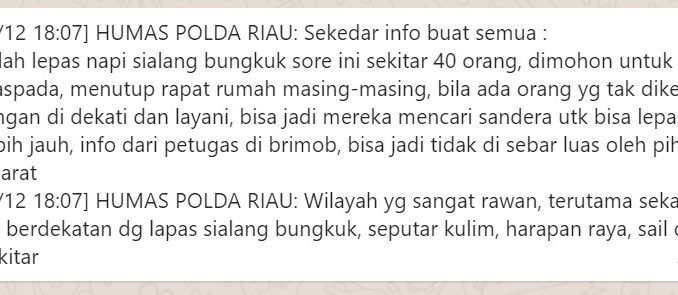 /12 18:07] HUMAS POLDA RIAU: Sekedar info buat semua :
lah lepas napi sialang bungkuk sore ini sekitar 40 orang, dimohon untuk
aspada, menutup rapat rumah masing-masing, bila ada orang yg tak dike
ngan di dekati dan layani, bisa jadi mereka mencari sandera utk bisa lepas
bih jauh, info dari petugas di brimob, bisa jadi tidak di sebar luas oleh pih
arat
/12 18:07] HUMAS POLDA RIAU: Wilayah yg sangat rawan, terutama seka
berdekatan dg lapas sialang bungkuk, seputar kulim, harapan raya, sail
kitar